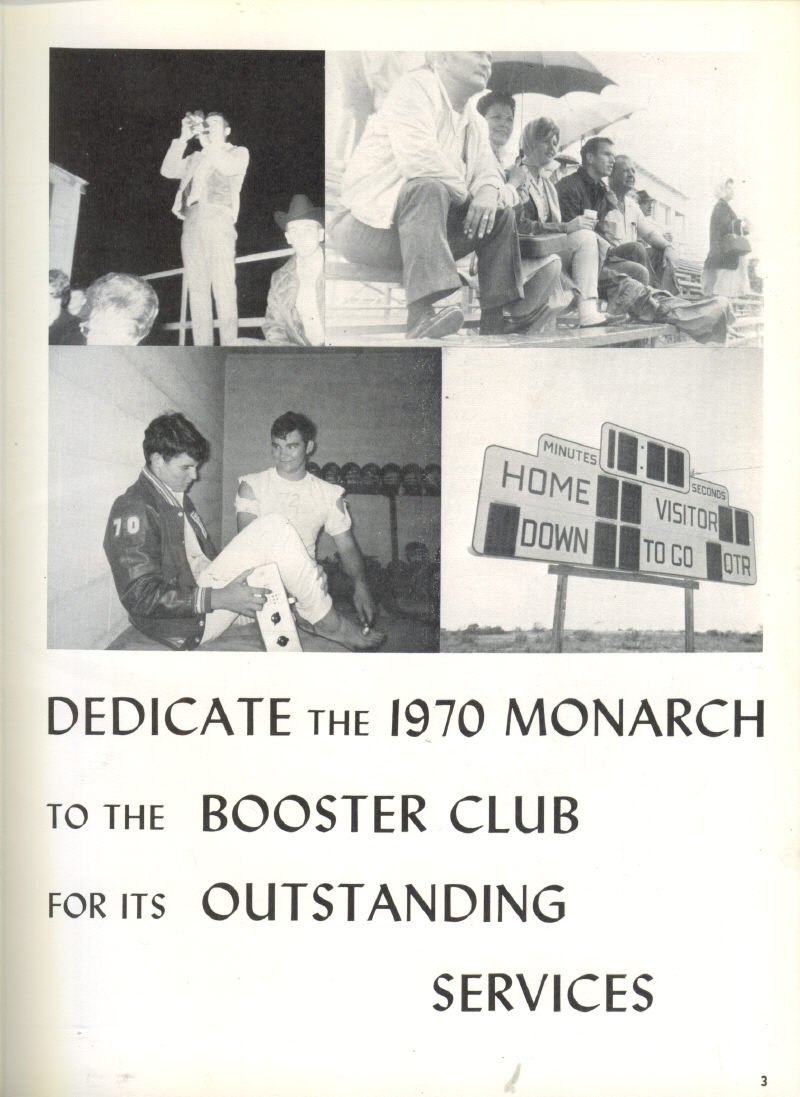 70
MINUTES
SECONDS
HOME
VISITOR
DOWN
TO GO
QTR
DEDICATE THE 1970 MONARCH
TO THE BOOSTER CLUB
FOR ITS OUTSTANDING
SERVICES
3